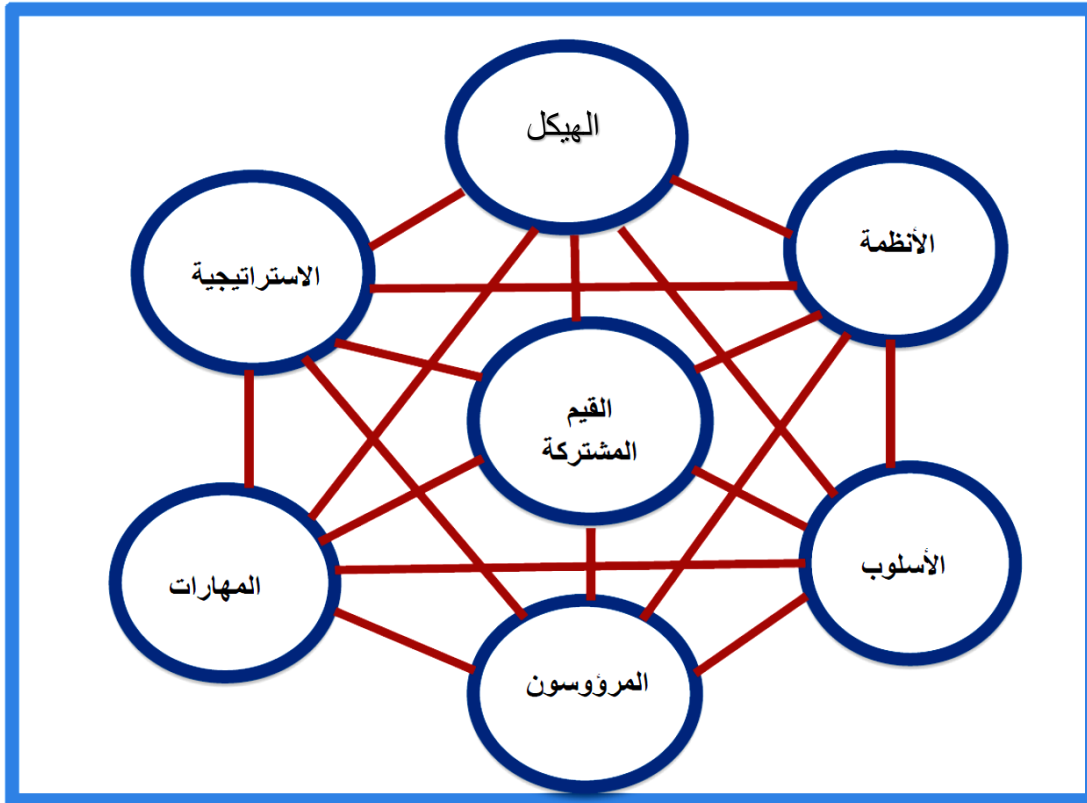 الهيكل
الأنظمة
الاستراتيجية
القيم
المشتركة
الأسلوب
المهارات
المرؤوسون